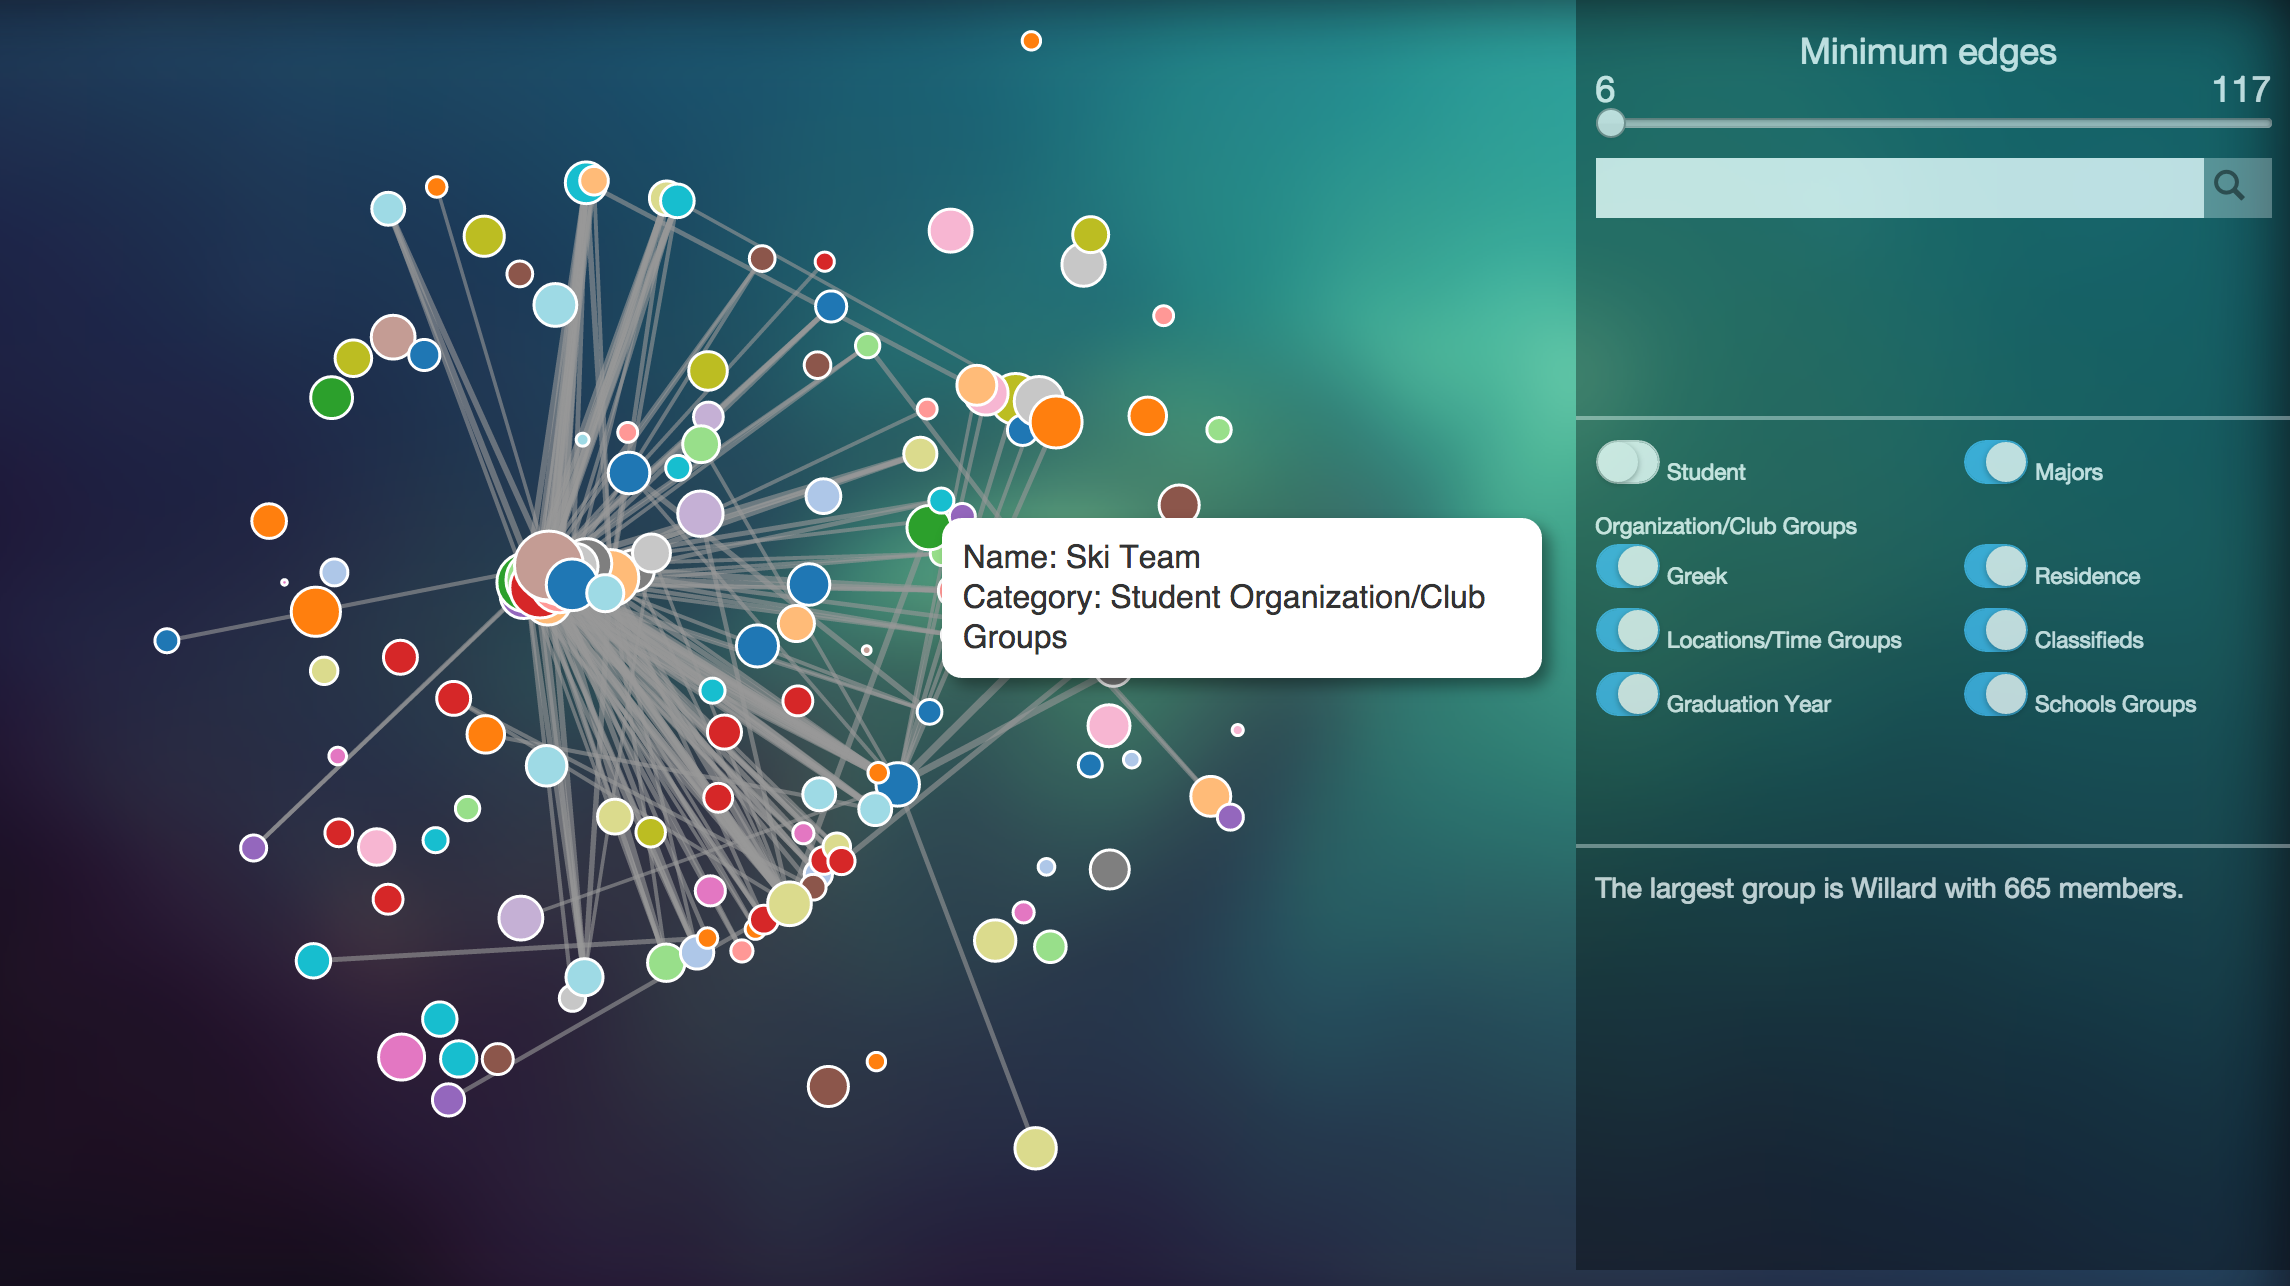 Minimum edges
6 117
Name: Ski Team
Category: Student Organization/Club
Groups
Student Majors
Organization/Club Groups
Greek Residence
Locations/Time Groups Classifieds
Graduation Year Schools Groups
The largest group is Willard with 665 members.